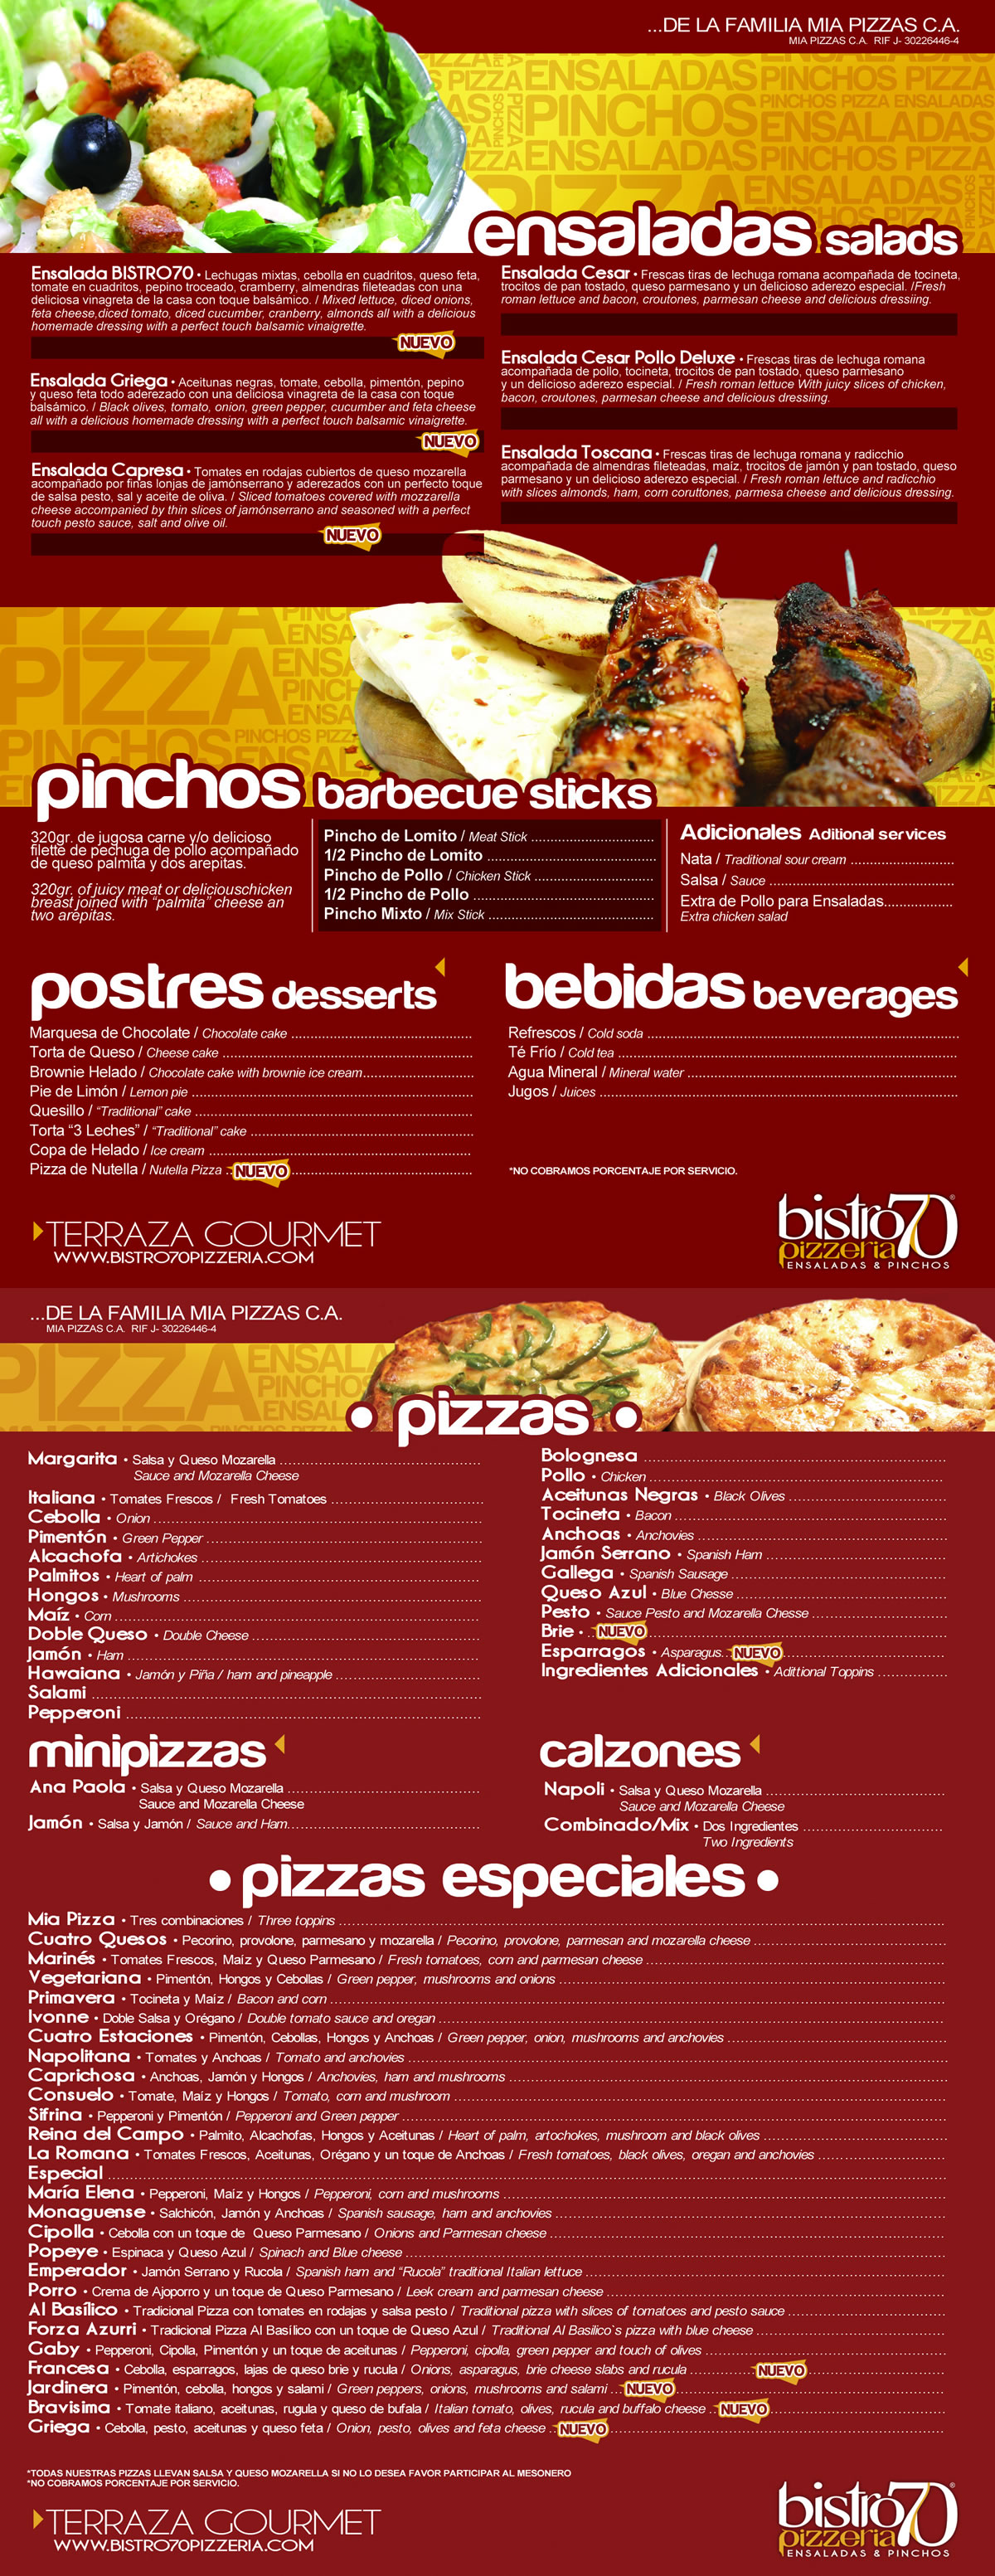 ...DE LA FAMILIA MIA PIZZAS C.A.
MIA PIZZAS C.A. RIF J- 30226446-4
ensaladas salads
Ensalada BISTRO70 • Lechugas mixtas, cebolla en cuadritos, queso feta,
tomate en cuadritos, pepino troceado, cramberry, almendras fileteadas con una
deliciosa vinagreta de la casa con toque balsámico. / Mixed lettuce, diced onions,
feta cheese,diced tomato, diced cucumber, cranberry, almonds all with a delicious
homemade dressing with a perfect touch balsamic vinaigrette.
NUEVO
Ensalada Griega • Aceitunas negras, tomate, cebolla, pimentón, pepino
y queso feta todo aderezado con una deliciosa vinagreta de la casa con toque
balsámico. / Black olives, tomato, onion, green pepper, cucumber and feta cheese
all with a delicious homemade dressing with a perfect touch balsamic vinaigrette.
NUEVO
Ensalada Capresa • Tomates en rodajas cubiertos de queso mozarella
acompañado por finas lonjas de jamónserrano y aderezados con un perfecto toque
de salsa pesto, sal y aceite de oliva. / Sliced tomatoes covered with mozzarella
cheese accompanied by thin slices of jamónserrano and seasoned with a perfect
touch pesto sauce, salt and olive oil.
NUEVO
Ensalada Cesar • Frescas tiras de lechuga romana acompañada de tocineta,
trocitos de pan tostado, queso parmesano y un delicioso aderezo especial. /Fresh
roman lettuce and bacon, croutones, parmesan cheese and delicious dressiing.
Ensalada Cesar Pollo Deluxe • Frescas tiras de lechuga romana
acompañada de pollo, tocineta, trocitos de pan tostado, queso parmesano
y un delicioso aderezo especial. / Fresh roman lettuce With juicy slices of chicken,
bacon, croutones, parmesan cheese and delicious dressiing.
Ensalada Toscana • Frescas tiras de lechuga romana y radicchio
acompañada de almendras fileteadas, maíz, trocitos de jamón y pan tostado, queso
parmesano y un delicioso aderezo especial. / Fresh roman lettuce and radicchio
with slices almonds, ham, corn coruttones, parmesa cheese and delicious dressing.
pinchos barbecue sticks
320gr. de jugosa carne y/o delicioso
filette de pechuga de pollo acompañado
de queso palmita y dos arepitas.
320gr. of juicy meat or deliciouschicken
breast joined with "palmita" cheese an
two arepitas.
Pincho de Lomito / Meat Stick
1/2 Pincho de Lomito
Pincho de Pollo / Chicken Stick
1/2 Pincho de Pollo
Pincho Mixto / Mix Stick
Adicionales Aditional services
Nata / Traditional sour cream
Salsa / Sauce
Extra de Pollo para Ensaladas
Extra chicken salad
postres desserts
Marquesa de Chocolate / Chocolate cake
Torta de Queso / Cheese cake
Brownie Helado / Chocolate cake with brownie ice cream
Pie de Limón / Lemon pie
Quesillo / "Traditional" cake
Torta "3 Leches" / "Traditional" cake
Copa de Helado / Ice cream
Pizza de Nutella / Nutella Pizza NUEVO
bebidas beverages
Refrescos / Cold soda
Té Frío / Cold tea
Agua Mineral / Mineral water
Jugos / Juices
*NO COBRAMOS PORCENTAJE POR SERVICIO.
TERRAZA GOURMET
WWW.BISTRO70PIZZERIA.COM
bistro70
pizzeria
ENSALADAS & PINCHOS
...DE LA FAMILIA MIA PIZZAS C.A.
MIA PIZZAS C.A. RIF J- 30226446-4
• pizzas •
Margarita • Salsa y Queso Mozarella
Sauce and Mozarella Cheese
Italiana • Tomates Frescos / Fresh Tomatoes
Cebolla • Onion
Pimentón • Green Pepper
Alcachofa • Artichokes
Palmitos • Heart of palm
Hongos • Mushrooms
Maíz • Corn
Doble Queso • Double Cheese
Jamón • Ham
Hawaiana • Jamón y Piña / ham and pineapple
Salami
Pepperoni
Bolognesa
Pollo • Chicken
Aceitunas Negras • Black Olives
Tocineta • Bacon
Anchoas • Anchovies
Jamón Serrano • Spanish Ham
Gallega • Spanish Sausage
Queso Azul • Blue Chesse
Pesto • Sauce Pesto and Mozarella Chesse
Brie • NUEVO
Esparragos • Asparagus NUEVO
Ingredientes Adicionales • Adittional Toppins
minipizzas
Ana Paola • Salsa y Queso Mozarella
Sauce and Mozarella Cheese
Jamón • Salsa y Jamón / Sauce and Ham
calzones
Napoli • Salsa y Queso Mozarella
Sauce and Mozarella Cheese
Combinado/Mix • Dos Ingredientes
Two Ingredients
• pizzas especiales •
Mia Pizza • Tres combinaciones / Three toppins
Cuatro Quesos • Pecorino, provolone, parmesano y mozarella / Pecorino, provolone, parmesan and mozarella cheese
Marinés • Tomates Frescos, Maíz y Queso Parmesano / Fresh tomatoes, corn and parmesan cheese
Vegetariana • Pimentón, Hongos y Cebollas / Green pepper, mushrooms and onions
Primavera • Tocineta y Maiz / Bacon and corn
Ivonne • Doble Salsa y Orégano / Double tomato sauce and oregan
Cuatro Estaciones • Pimentón, Cebollas, Hongos y Anchoas / Green pepper, onion, mushrooms and anchovies
Napolitana • Tomates y Anchoas / Tomato and anchovies
Caprichosa • Anchoas, Jamón y Hongos / Anchovies, ham and mushrooms
Consuelo • Tomate, Maíz y Hongos / Tomato, corn and mushroom
Sifrina • Pepperoni y Pimentón / Pepperoni and Green pepper
Reina del Campo • Palmito, Alcachofas, Hongos y Aceitunas / Heart of palm, artochokes, mushroom and black olives
La Romana • Tomates Frescos, Aceitunas, Orégano y un toque de Anchoas / Fresh tomatoes, black olives, oregan and anchovies
Especial
María Elena • Pepperoni, Maíz y Hongos / Pepperoni, corn and mushrooms
Monaguense • Salchicón, Jamón y Anchoas / Spanish sausage, ham and anchovies
Cipolla • Cebolla con un toque de Queso Parmesano / Onions and Parmesan cheese
Popeye • Espinaca y Queso Azul / Spinach and Blue cheese
Emperador • Jamón Serrano y Rucola / Spanish ham and "Rucola" traditional Italian lettuce
Porro • Crema de Ajoporro y un toque de Queso Parmesano / Leek cream and parmesan cheese
Al Basílico • Tradicional Pizza con tomates en rodajas y salsa pesto / Traditional pizza with slices of tomatoes and pesto sauce
Forza Azurri • Tradicional Pizza Al Basílico con un toque de Queso Azul / Traditional Al Basilico`s pizza with blue cheese
Gaby • Pepperoni, Cipolla, Pimentón y un toque de aceitunas / Pepperoni, cipolla, green pepper and touch of olives
Francesa • Cebolla, esparragos, lajas de queso brie y rucula / Onions, asparagus, brie cheese slabs and rucula NUEVO
Jardinera • Pimentón, cebolla, hongos y salami / Green peppers, onions, mushrooms and salami NUEVO
Bravisima • Tomate italiano, aceitunas, rugula y queso de bufala / Italian tomato, olives, rucula and buffalo cheese NUEVO
Griega • Cebolla, pesto, aceitunas y queso feta / Onion, pesto, olives and feta cheese NUEVO
*TODAS NUESTRAS PIZZAS LLEVAN SALSA Y QUESO MOZARELLA SI NO LO DESEA FAVOR PARTICIPAR AL MESONERO
*NO COBRAMOS PORCENTAJE POR SERVICIO.
TERRAZA GOURMET
WWW.BISTRO70PIZZERIA.COM
bistro70
pizzeria
ENSALADAS & PINCHOS